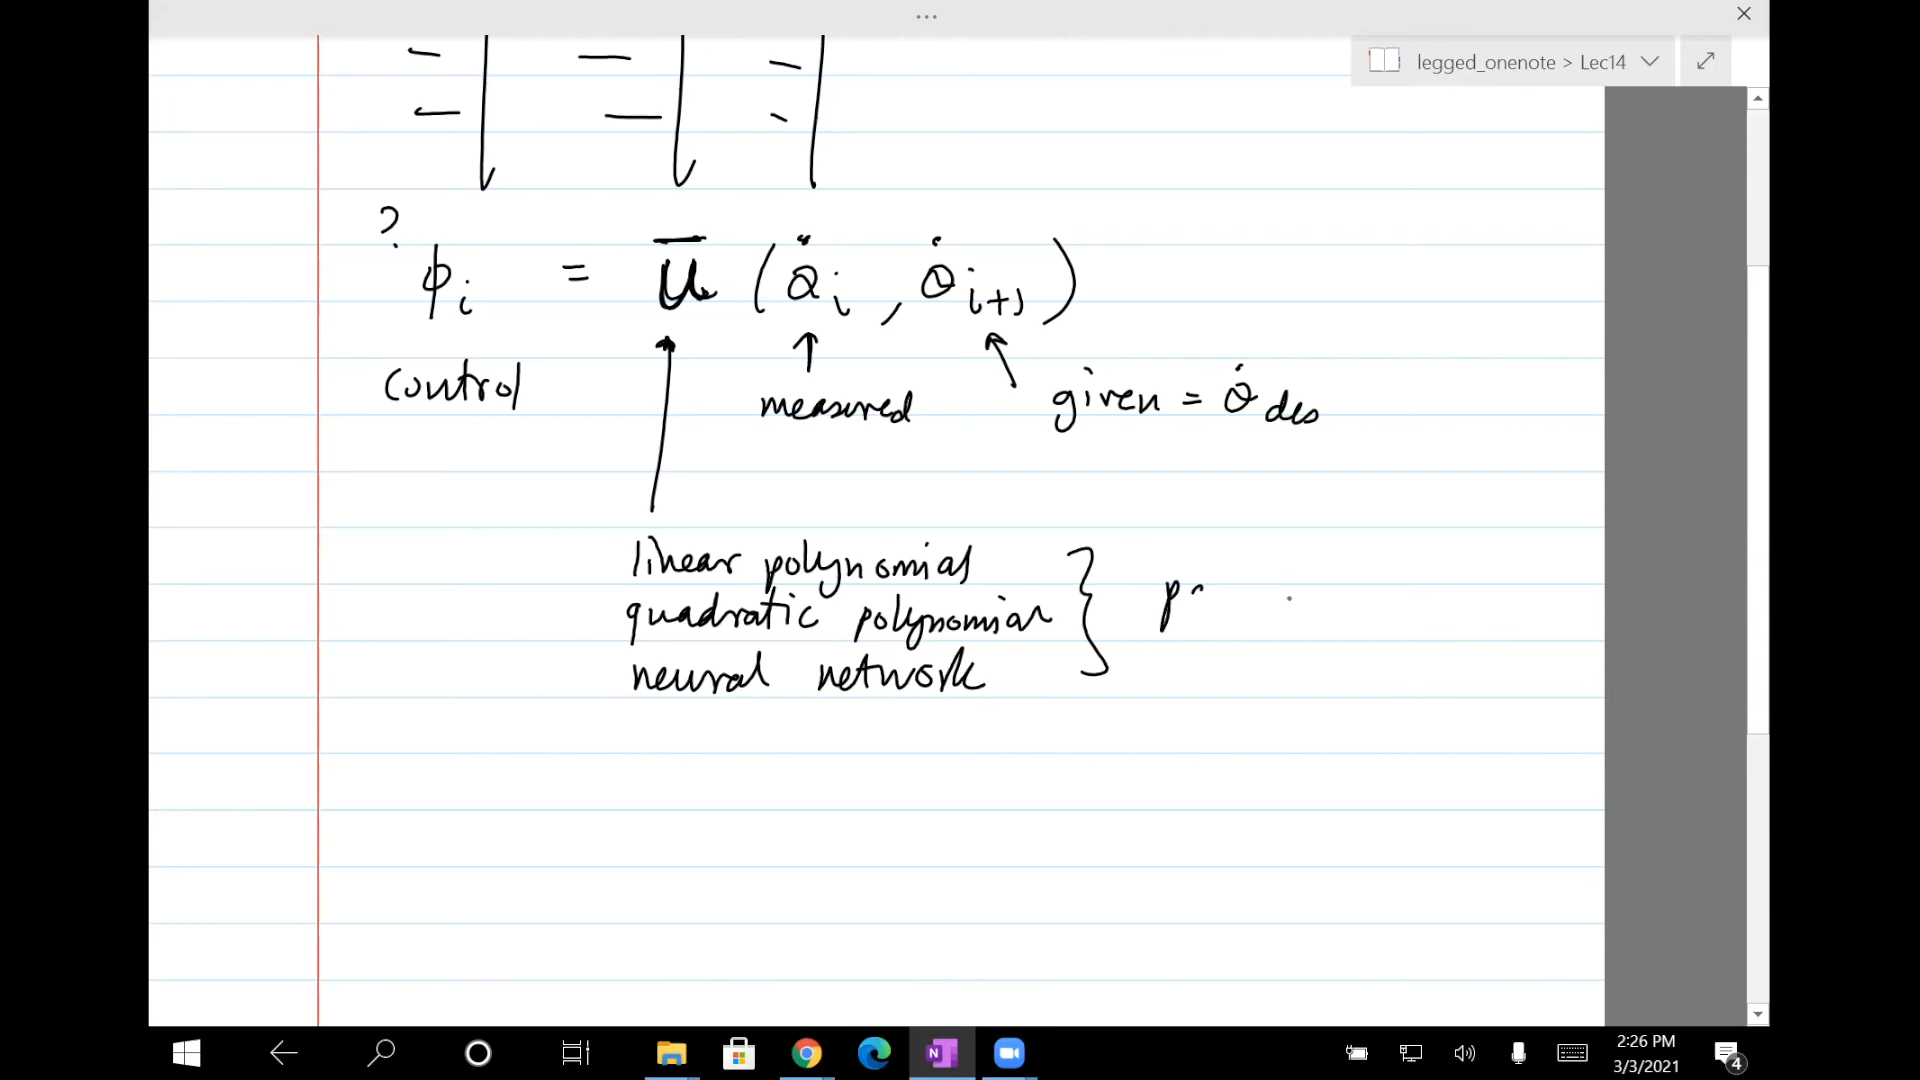 legged_onenote > Lec14
?
ϕi = ū (θ̇i, θ̇i+1)
control
measured
given = θ̇des
linear polynomial
quadratic polynomial
neural network
2:26 PM
3/3/2021
4